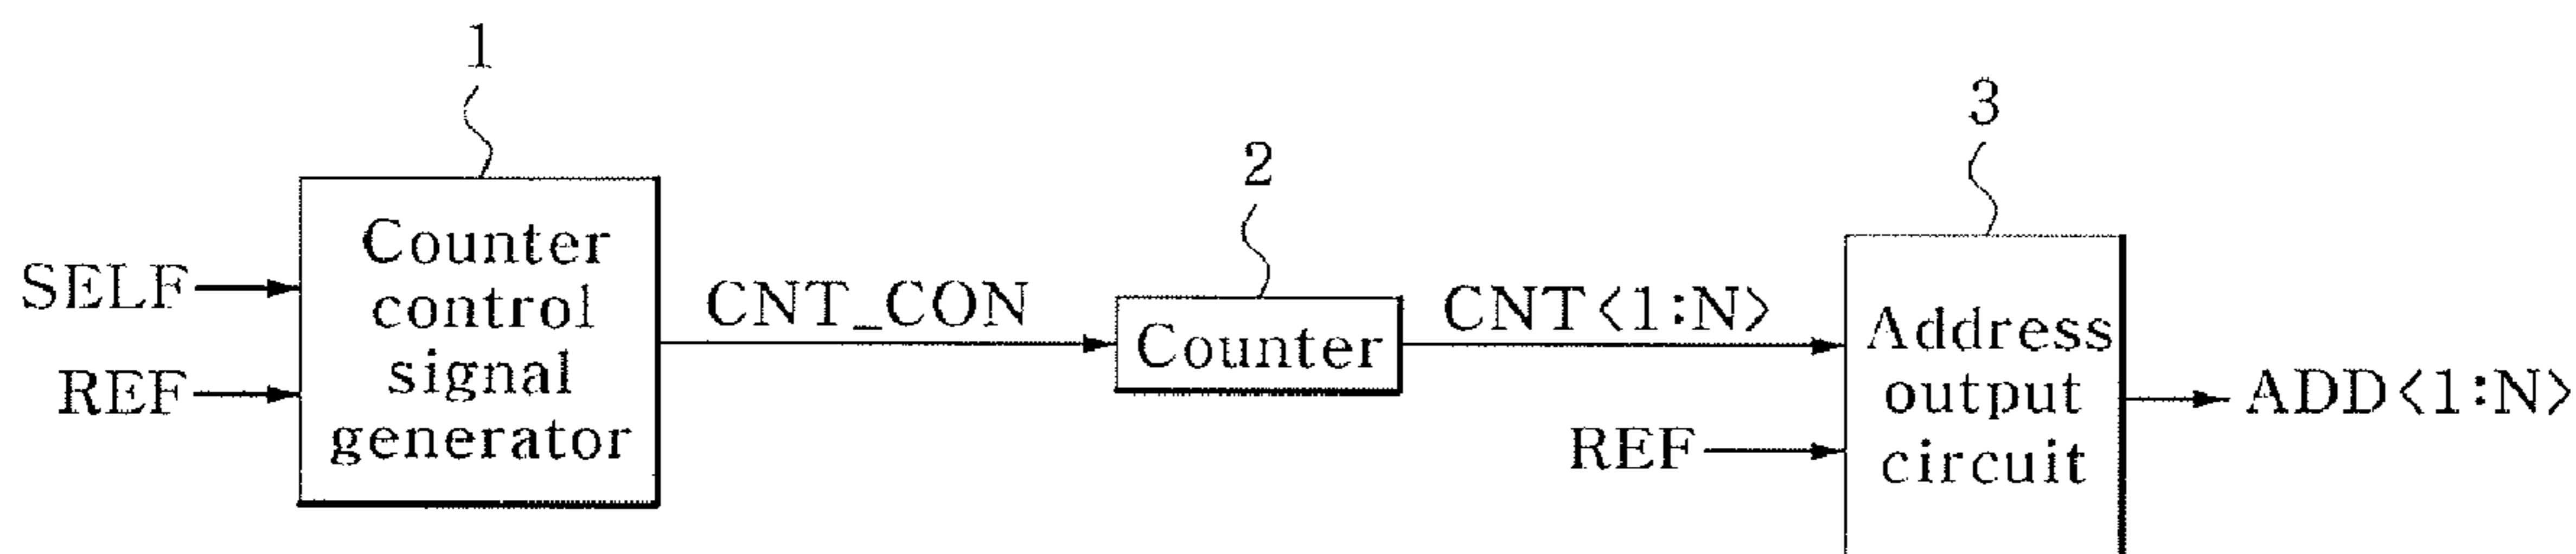 1
2
3
SELF
REF
Counter
control
signal
generator
CNT_CON
Counter
CNT<1:N>
REF
Address
output
circuit
ADD<1:N>